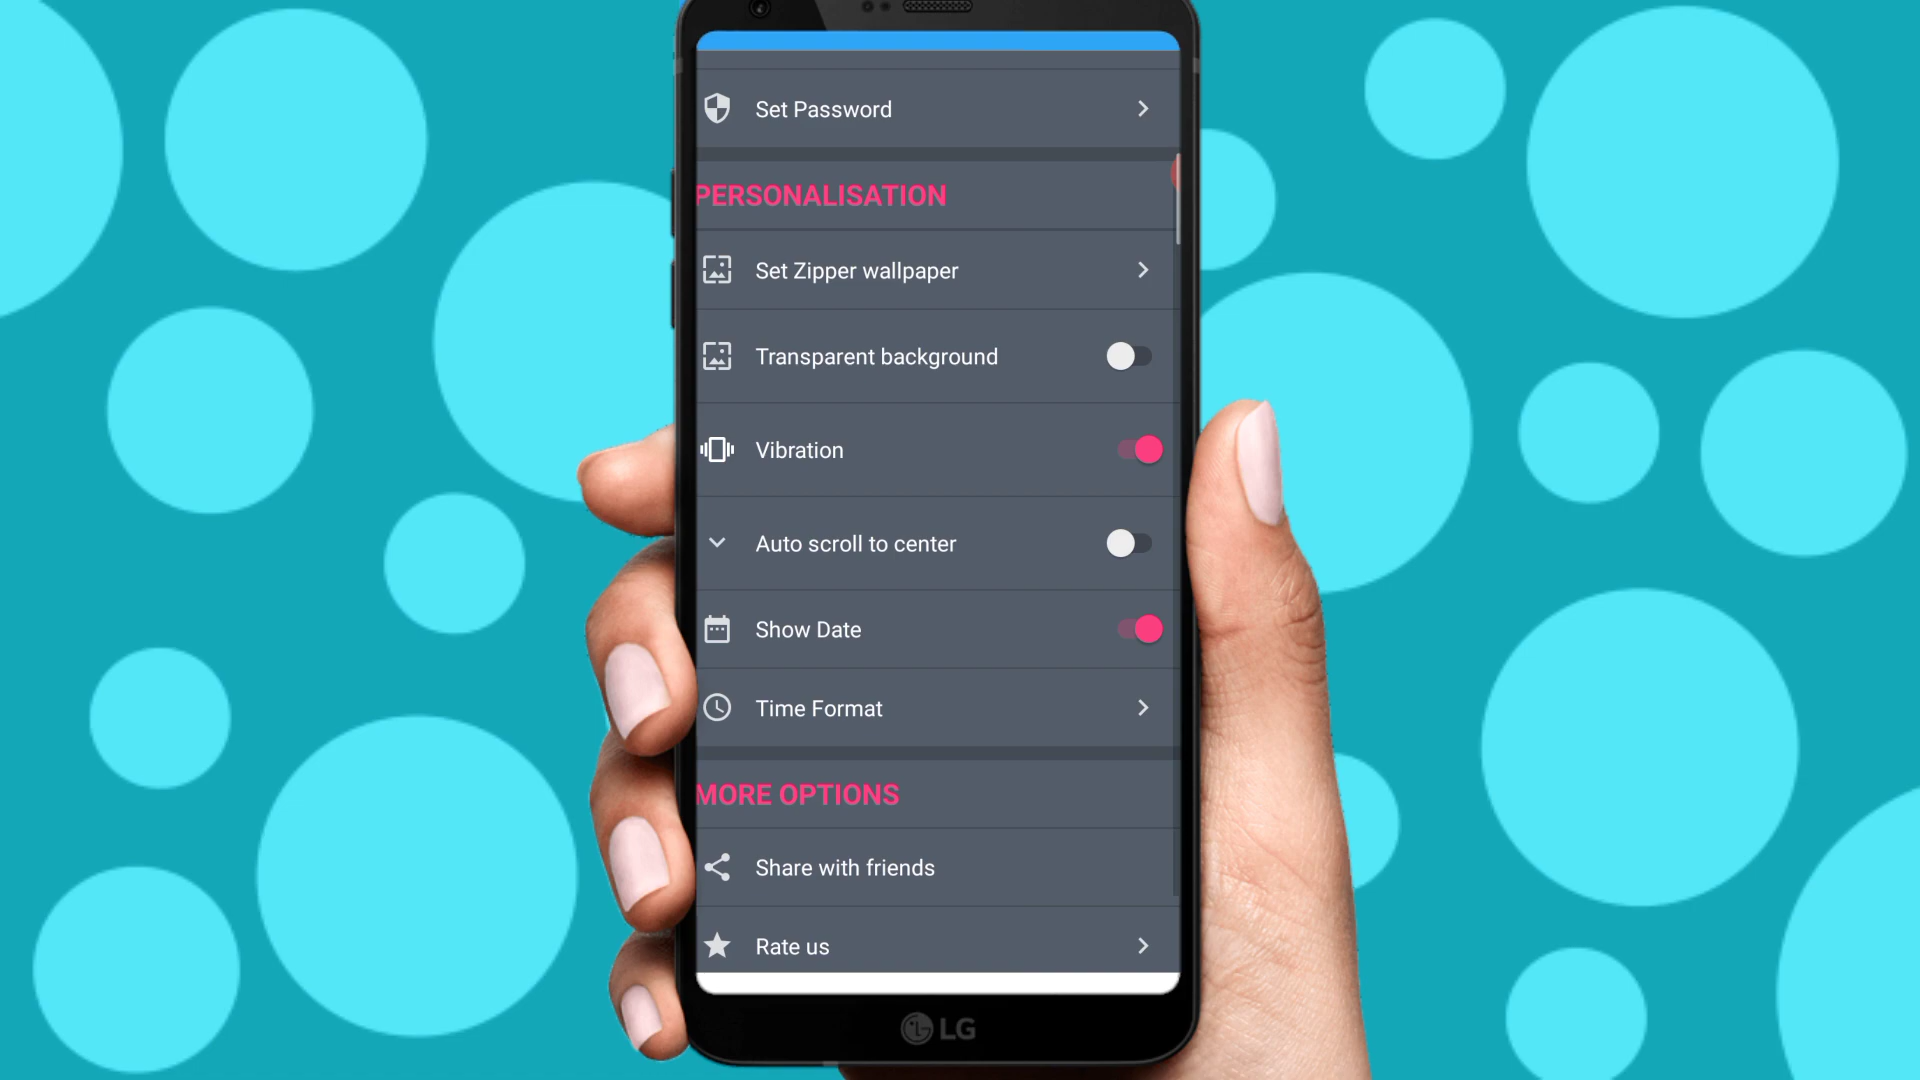 Set Password
PERSONALISATION
Set Zipper wallpaper
Transparent background
Vibration
Auto scroll to center
Show Date
Time Format
MORE OPTIONS
Share with friends
Rate us
LG